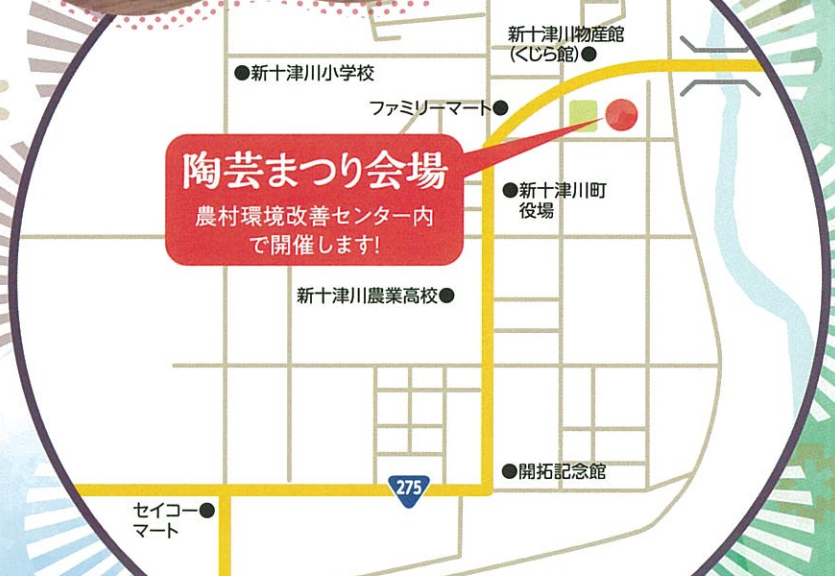 新十津川物産館
(くじら館)●
●新十津川小学校
ファミリーマート●
陶芸まつり会場
農村環境改善センター内
で開催します!
●新十津川町
役場
新十津川農業高校●
●開拓記念館
275
セイコー●
マート